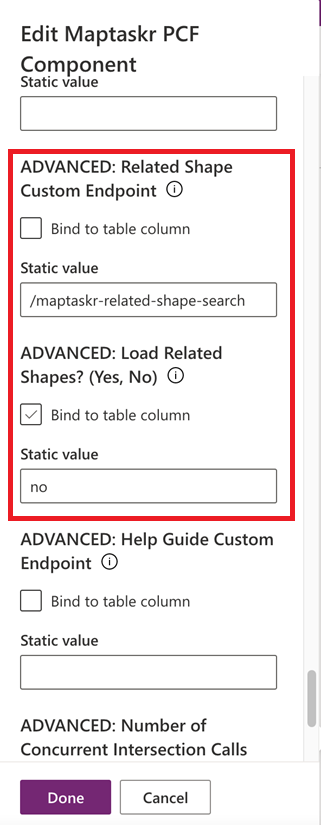 Edit Maptaskr PCF
Component
Static value
ADVANCED: Related Shape
Custom Endpoint
Bind to table column
Static value
/maptaskr-related-shape-search
ADVANCED: Load Related
Shapes? (Yes, No)
Bind to table column
Static value
no
ADVANCED: Help Guide Custom
Endpoint
Bind to table column
Static value
ADVANCED: Number of
Concurrent Intersection Calls
Done
Cancel